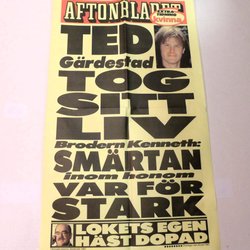 AFTONBLADET
kvinna
TED
Gärdestad
TOG
SITT
LIV
Brodern Kenneth:
SMÄRTAN
inom honom
VAR FÖR
STARK
LOKETS EGEN
HÄST DOPAD